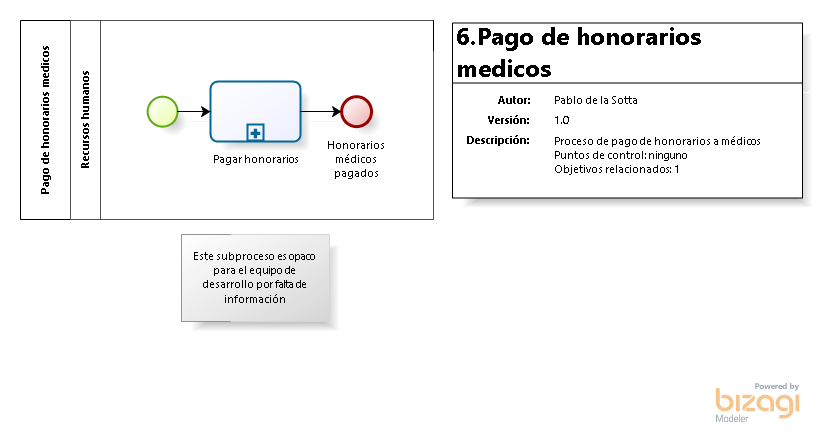 Pago de honorarios medicos
Recursos humanos
Pagar honorarios
Honorarios
médicos
pagados
Este subproceso es opaco
para el equipo de
desarrollo por falta de
información
6.Pago de honorarios
medicos
Autor: Pablo de la Sotta
Versión: 1.0
Descripción: Proceso de pago de honorarios a médicos
Puntos de control: ninguno
Objetivos relacionados: 1
Powered by
bizagi
Modeler